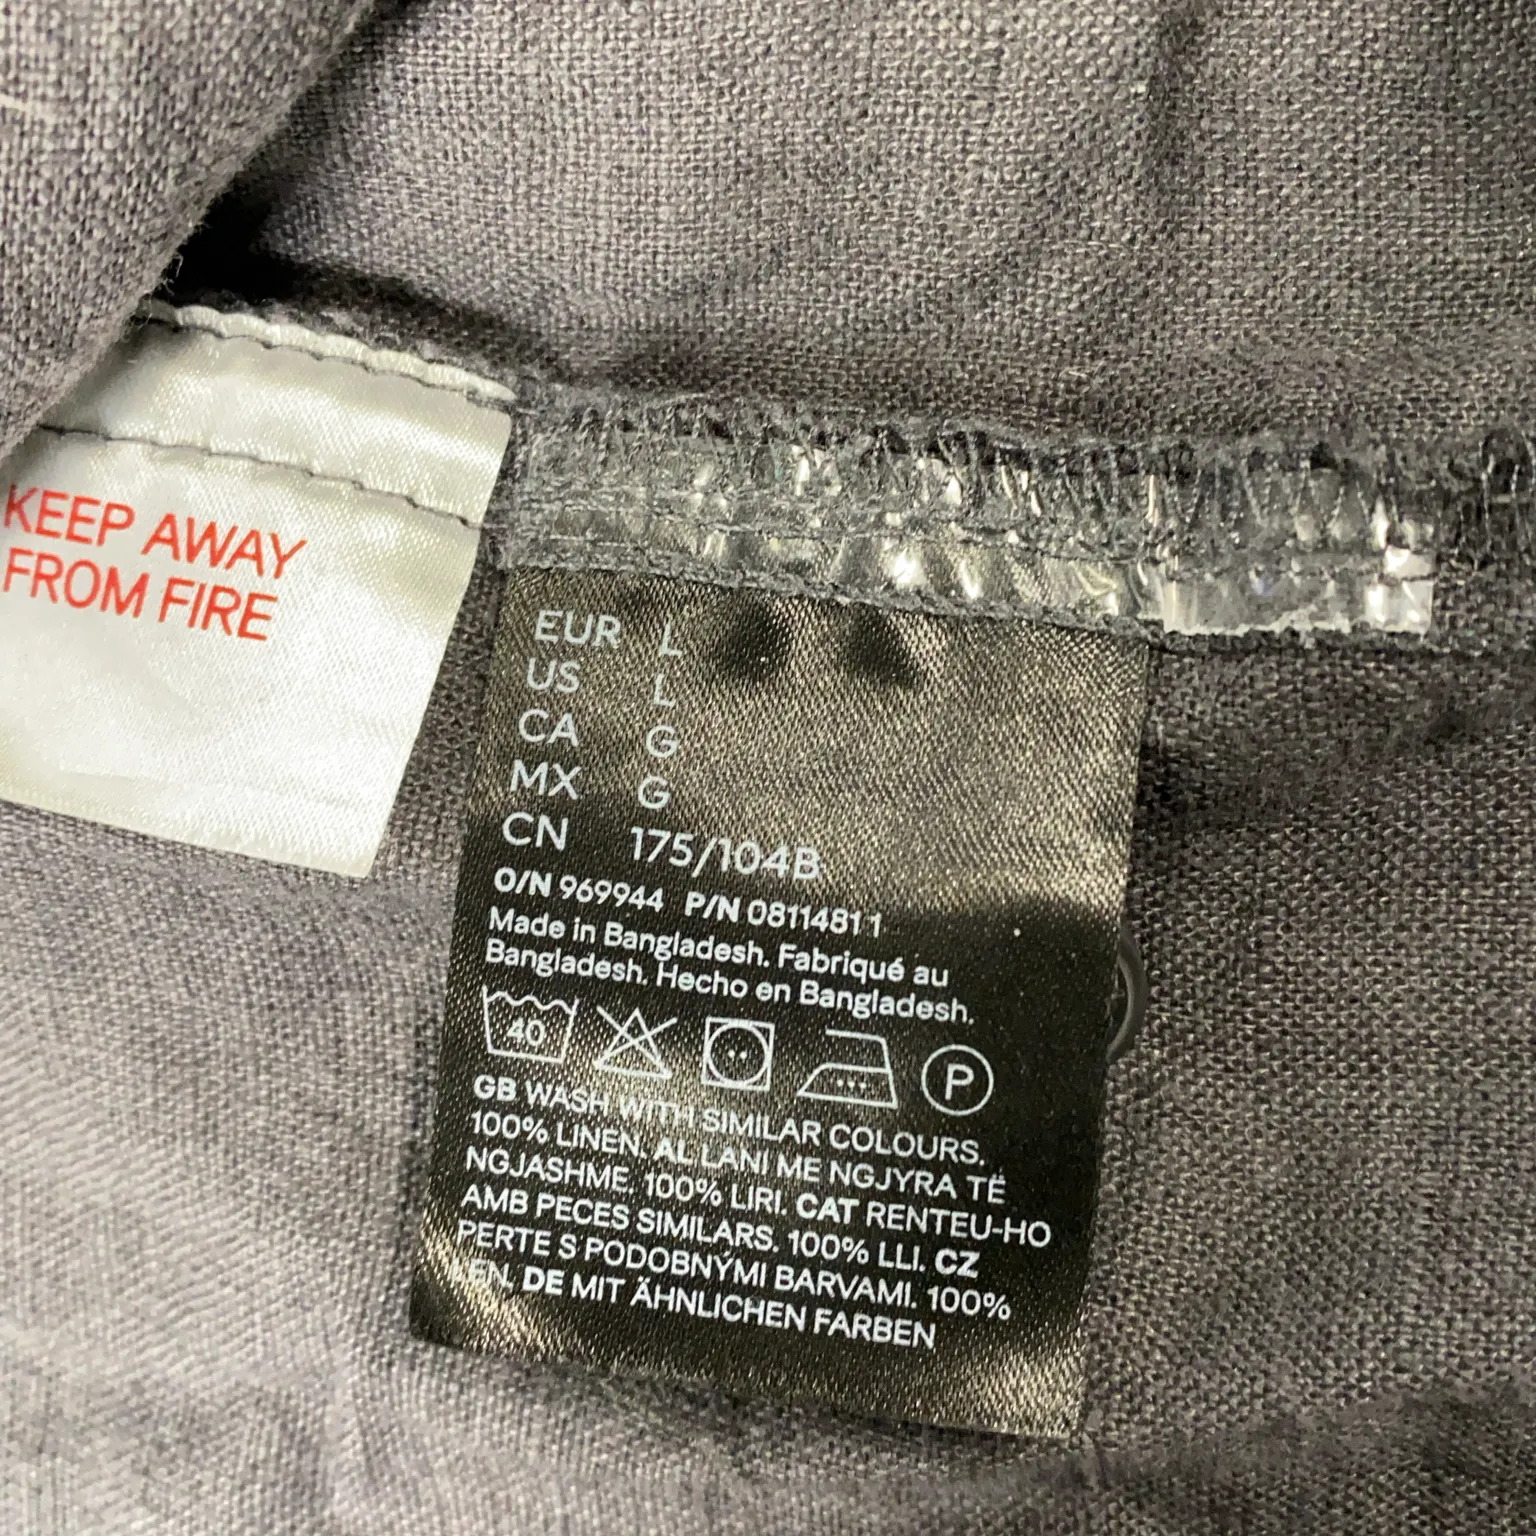 KEEP AWAY
FROM FIRE
EUR L
US L
CA G
MX G
CN 175/104B
O/N 969944 P/N 0811481 1
Made in Bangladesh. Fabriqué au
Bangladesh. Hecho en Bangladesh.
40 P
GB WASH WITH SIMILAR COLOURS.
100% LINEN. AL LANI ME NGJYRA TË
NGJASHME. 100% LIRI. CAT RENTEU-HO
AMB PECES SIMILARS. 100% LLI. CZ
PERTE S PODOBNÝMI BARVAMI. 100%
LEN. DE MIT ÄHNLICHEN FARBEN